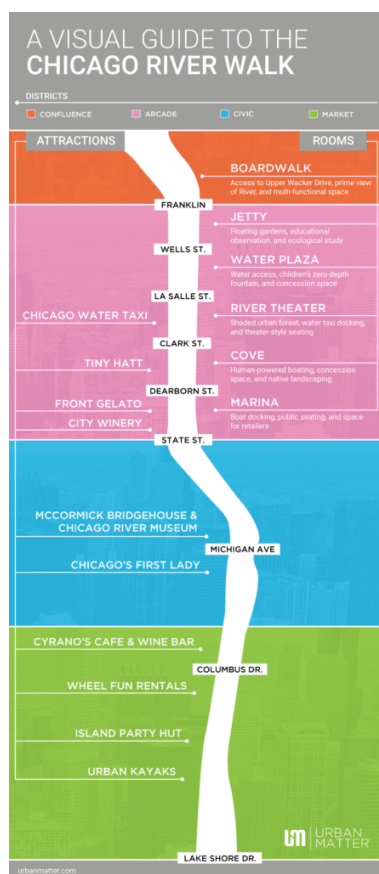 A VISUAL GUIDE TO THE
CHICAGO RIVER WALK
DISTRICTS
CONFLUENCE
ARCADE
CIVIC
MARKET
ATTRACTIONS
ROOMS
BOARDWALK
Access to Upper Wacker Drive, prime view
of River, and multi-functional space
FRANKLIN
JETTY
Floating gardens, educational
observation, and ecological study
WELLS ST.
WATER PLAZA
Water access, children's zero-depth
fountain, and concession space
LA SALLE ST.
RIVER THEATER
Shaded urban forest, water taxi docking,
and theater-style seating
CHICAGO WATER TAXI
CLARK ST.
COVE
Human-powered boating, concession
space, and native landscaping
TINY HATT
DEARBORN ST.
MARINA
Boat docking, public seating, and space
for retailers
FRONT GELATO
CITY WINERY
STATE ST.
MCCORMICK BRIDGEHOUSE &
CHICAGO RIVER MUSEUM
MICHIGAN AVE
CHICAGO'S FIRST LADY
CYRANO'S CAFE & WINE BAR
COLUMBUS DR.
WHEEL FUN RENTALS
ISLAND PARTY HUT
URBAN KAYAKS
UM
URBAN
MATTER
LAKE SHORE DR.
urbanmatter.com